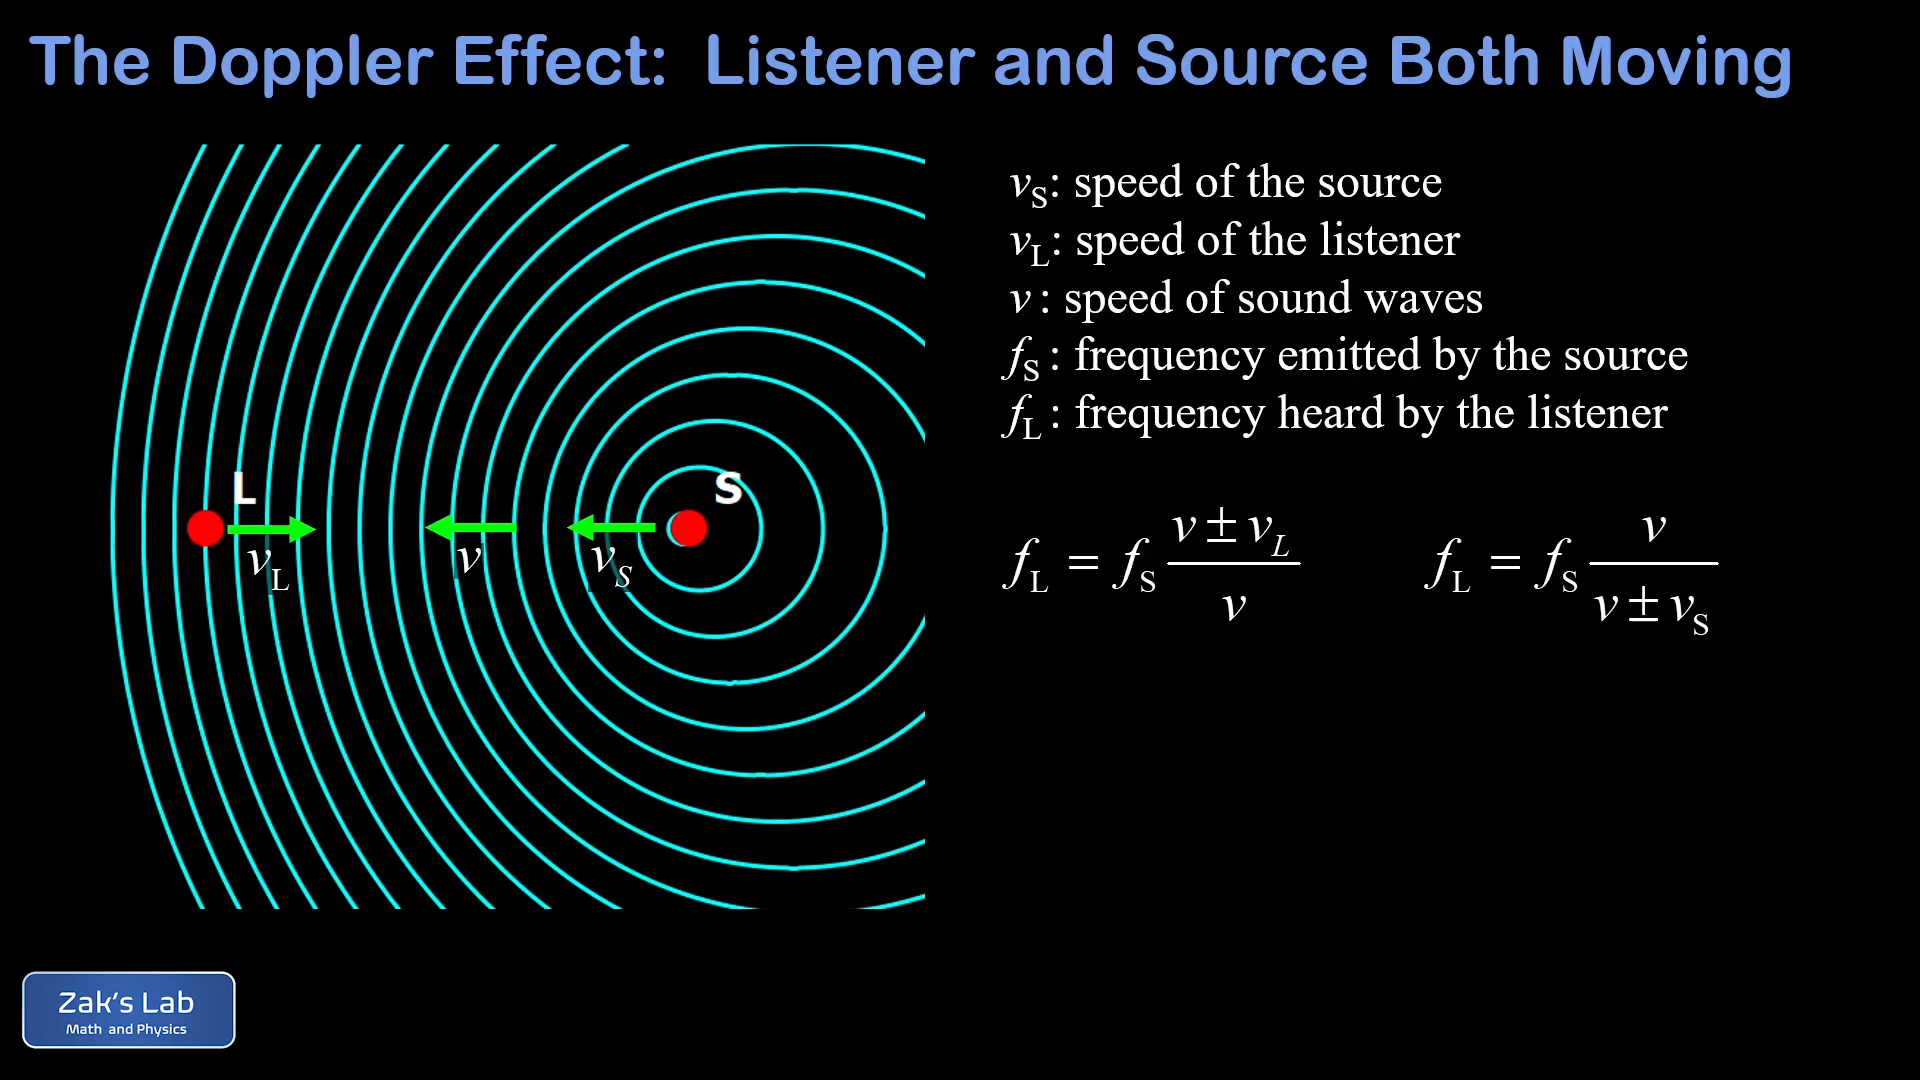 The Doppler Effect:  Listener and Source Both Moving
v_S: speed of the source
v_L: speed of the listener
v: speed of sound waves
f_S: frequency emitted by the source
f_L: frequency heard by the listener
L
S
v_L
v
v_S
f_L = f_S (v ± v_L)/v
f_L = f_S v/(v ± v_S)
Zak's Lab
Math and Physics